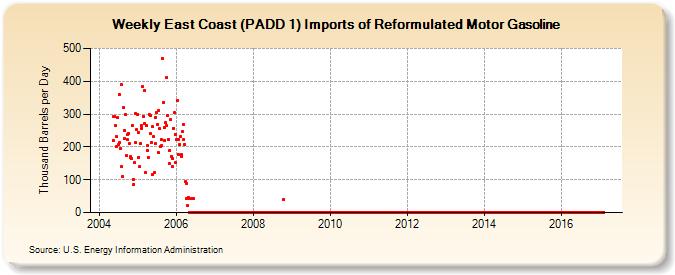 Weekly East Coast (PADD 1) Imports of Reformulated Motor Gasoline
Thousand Barrels per Day
500
400
300
200
100
0
2004 2006 2008 2010 2012 2014 2016
Source: U.S. Energy Information Administration